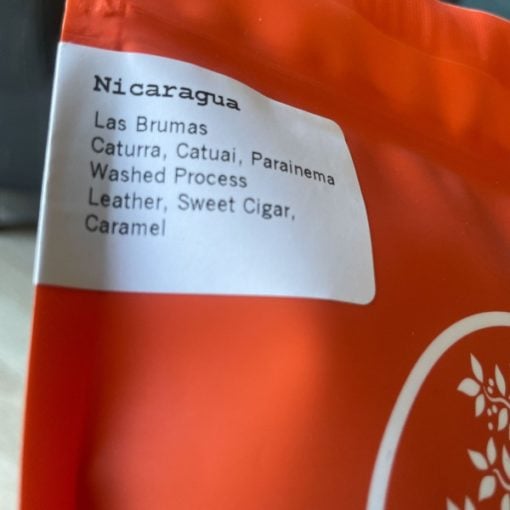 Nicaragua
Las Brumas
Caturra, Catuai, Parainema
Washed Process
Leather, Sweet Cigar,
Caramel